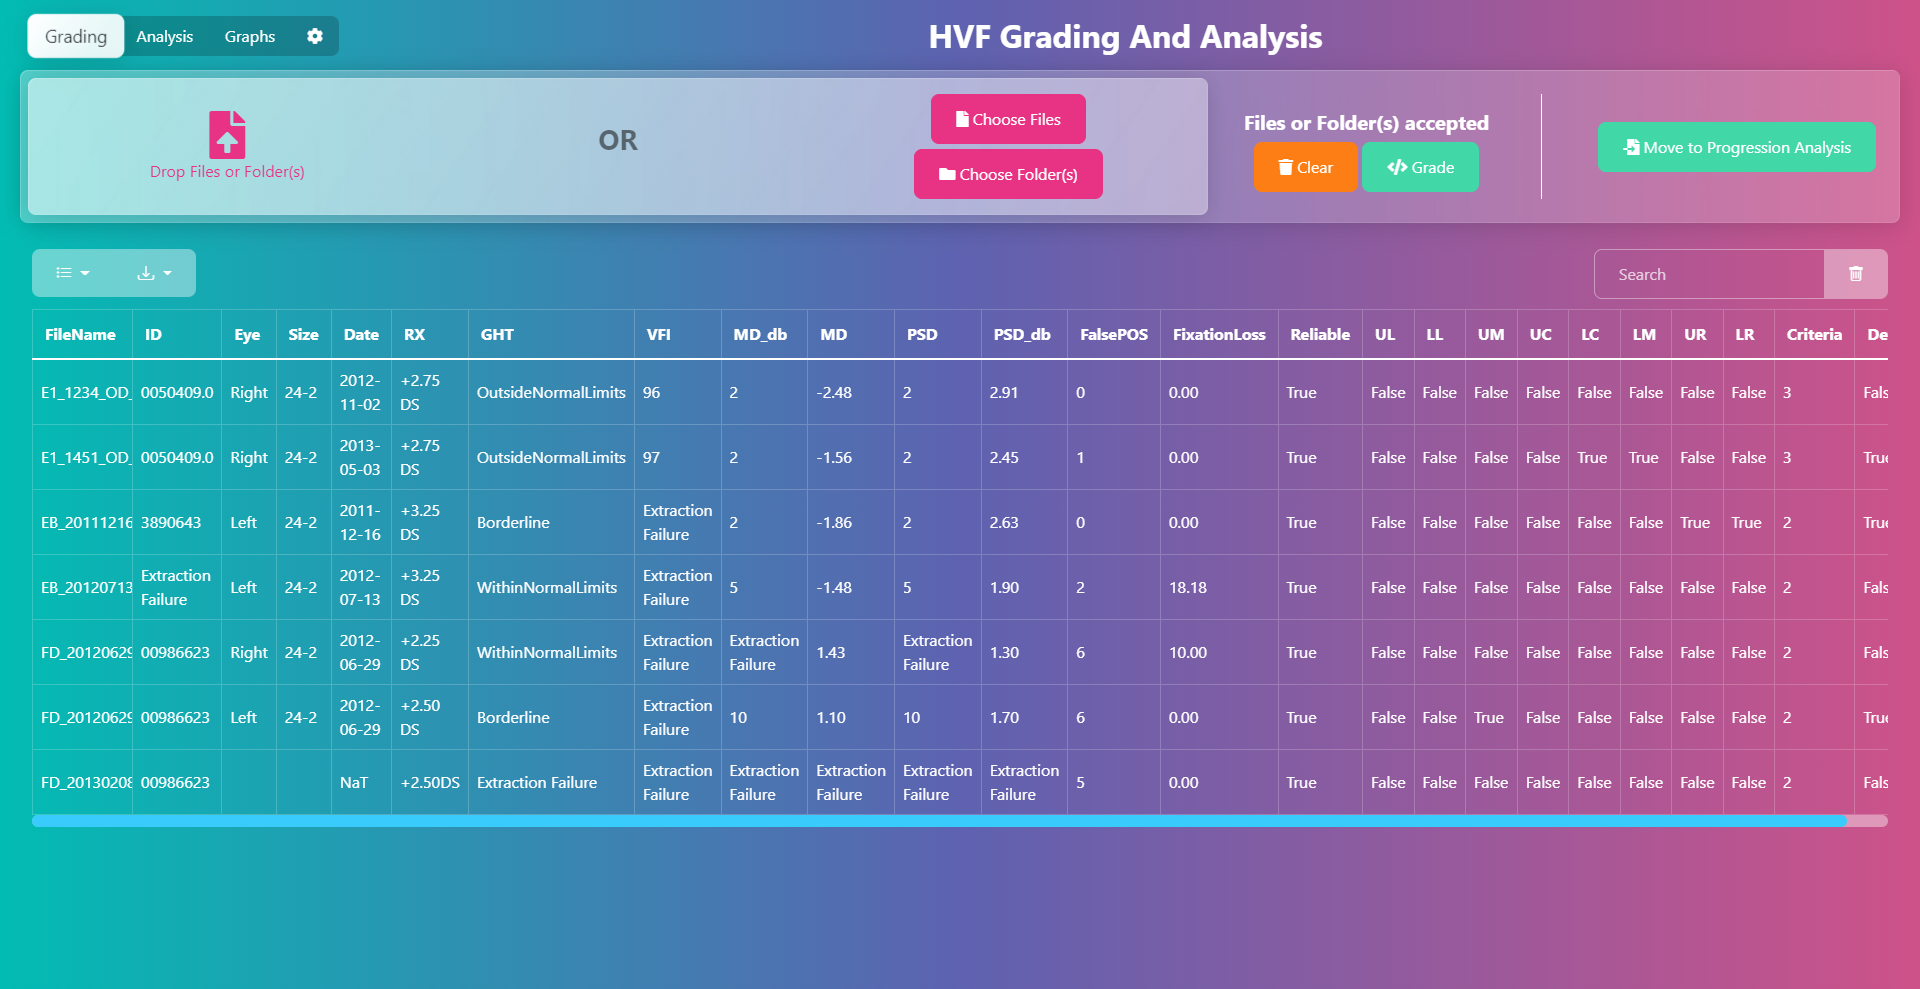 Grading Analysis Graphs
HVF Grading And Analysis
Drop Files or Folder(s)
OR
Choose Files
Choose Folder(s)
Files or Folder(s) accepted
Clear Grade
Move to Progression Analysis
Search
FileName ID Eye Size Date RX GHT VFI MD_db MD PSD PSD_db FalsePOS FixationLoss Reliable UL LL UM UC LC LM UR LR Criteria De
E1_1234_OD_ 0050409.0 Right 24-2 2012-11-02 +2.75 DS OutsideNormalLimits 96 2 -2.48 2 2.91 0 0.00 True False False False False False False False False 3 Fals
E1_1451_OD_ 0050409.0 Right 24-2 2013-05-03 +2.75 DS OutsideNormalLimits 97 2 -1.56 2 2.45 1 0.00 True False False False False True True False False 3 True
EB_20111216 3890643 Left 24-2 2011-12-16 +3.25 DS Borderline Extraction Failure 2 -1.86 2 2.63 0 0.00 True False False False False False False True True 2 True
EB_20120713 Extraction Failure Left 24-2 2012-07-13 +3.25 DS WithinNormalLimits Extraction Failure 5 -1.48 5 1.90 2 18.18 True False False False False False False False False 2 Fals
FD_20120629 00986623 Right 24-2 2012-06-29 +2.25 DS WithinNormalLimits Extraction Failure Extraction Failure 1.43 Extraction Failure 1.30 6 10.00 True False False False False False False False False 2 Fals
FD_20120629 00986623 Left 24-2 2012-06-29 +2.50 DS Borderline Extraction Failure 10 1.10 10 1.70 6 0.00 True False False True False False False False False 2 True
FD_20130208 00986623 NaT +2.50DS Extraction Failure Extraction Failure Extraction Failure Extraction Failure Extraction Failure Extraction Failure 5 0.00 True False False False False False False False False 2 Fals